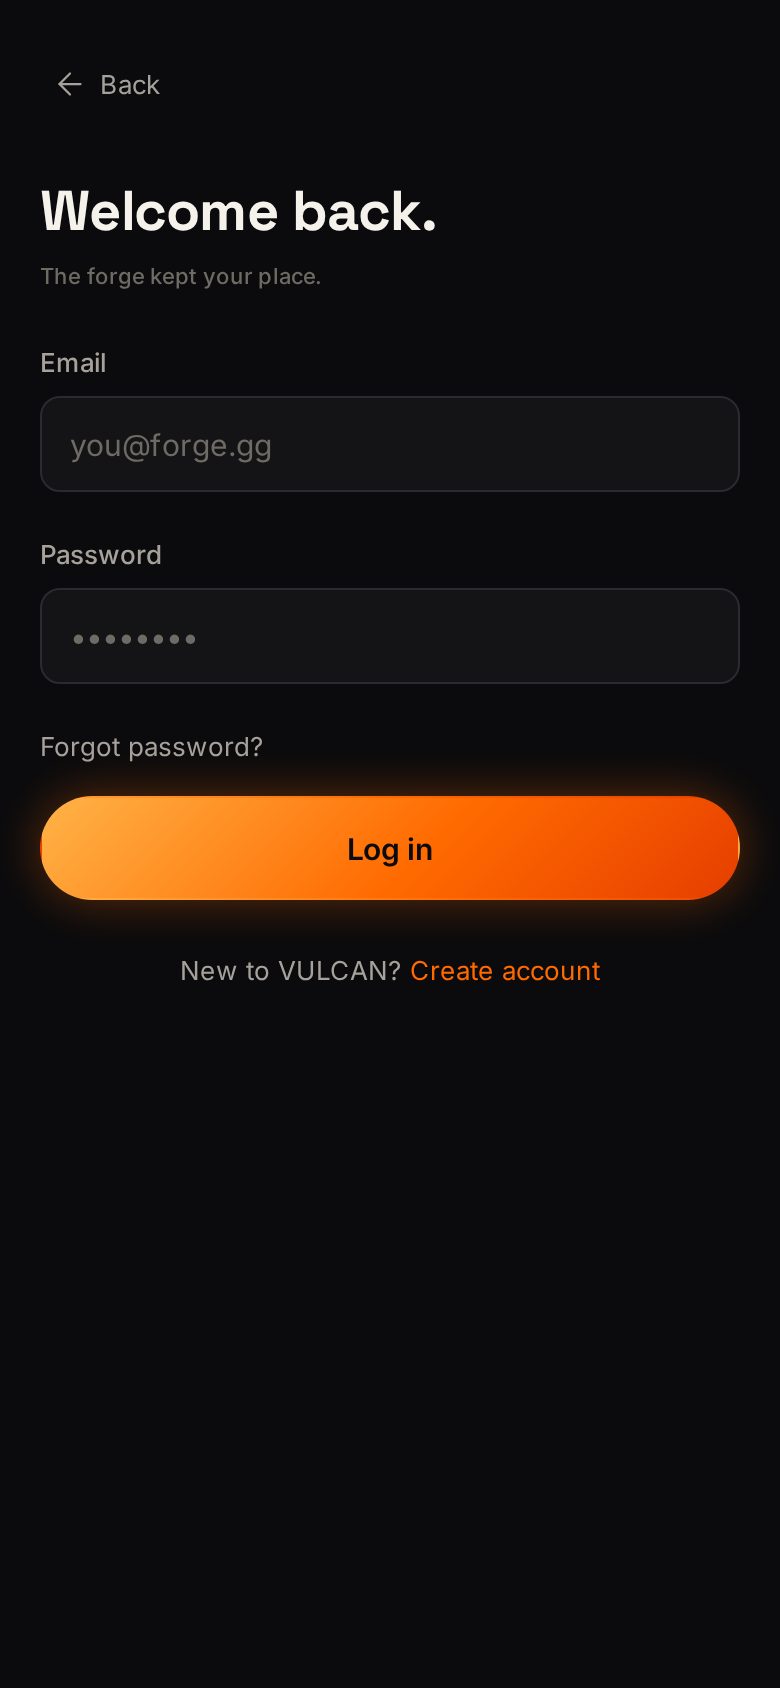 Back
Welcome back.
The forge kept your place.
Email
you@forge.gg
Password
••••••••
Forgot password?
Log in
New to VULCAN? Create account